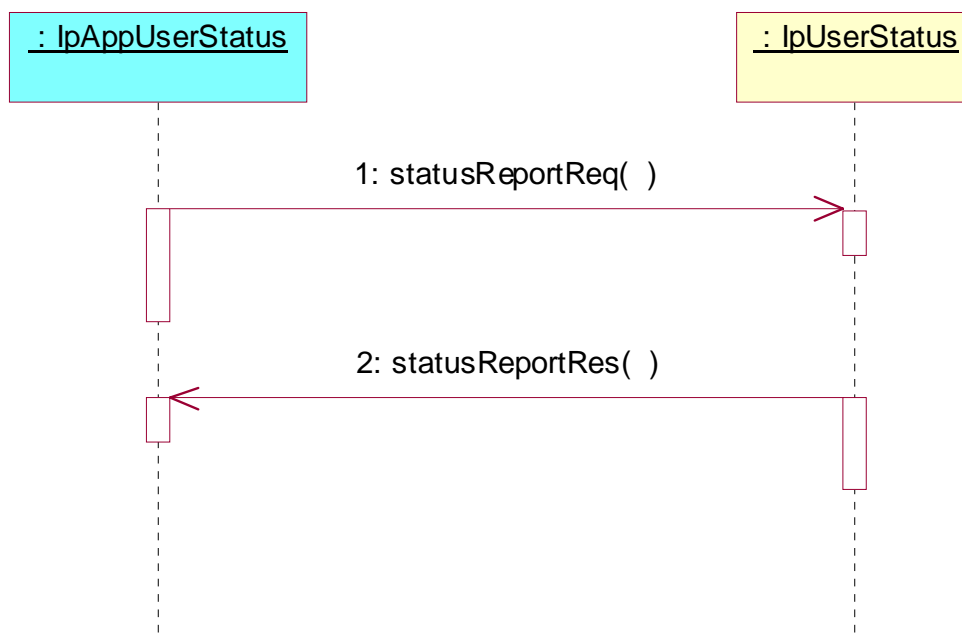 : IpAppUserStatus
: IpUserStatus
1: statusReportReq( )
2: statusReportRes( )